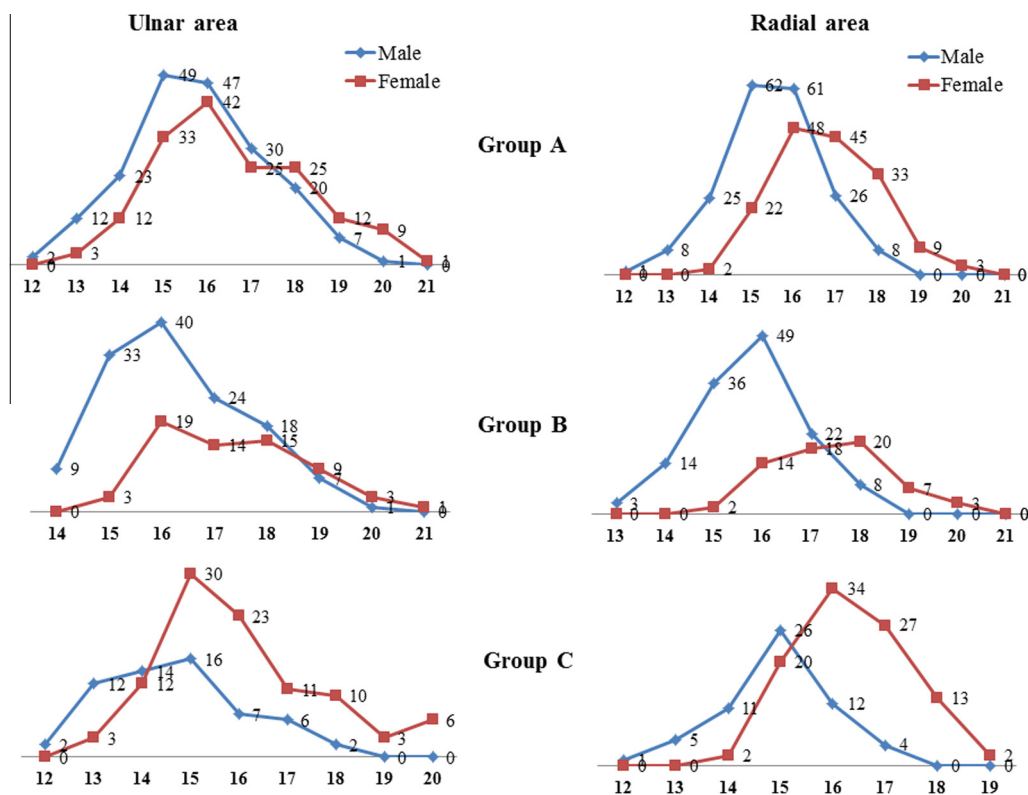 Ulnar area
Radial area
Male
Female
Male
Female
Group A
2 12 23 49 47 30 20 7 1 0
0 3 12 33 42 25 25 12 9 1
12 13 14 15 16 17 18 19 20 21
1 8 25 62 61 26 8 0 0 0
0 0 2 22 48 45 33 9 3 0
12 13 14 15 16 17 18 19 20 21
Group B
9 33 40 24 18 7 1 0
0 3 19 14 15 9 3 1
14 15 16 17 18 19 20 21
3 14 36 49 22 8 0 0 0
0 0 2 14 18 20 7 3 0
13 14 15 16 17 18 19 20 21
Group C
2 12 14 16 7 6 2 0 0
0 3 12 30 23 11 10 3 6
12 13 14 15 16 17 18 19 20
1 5 11 26 12 4 0 0
0 0 2 20 34 27 13 2
12 13 14 15 16 17 18 19